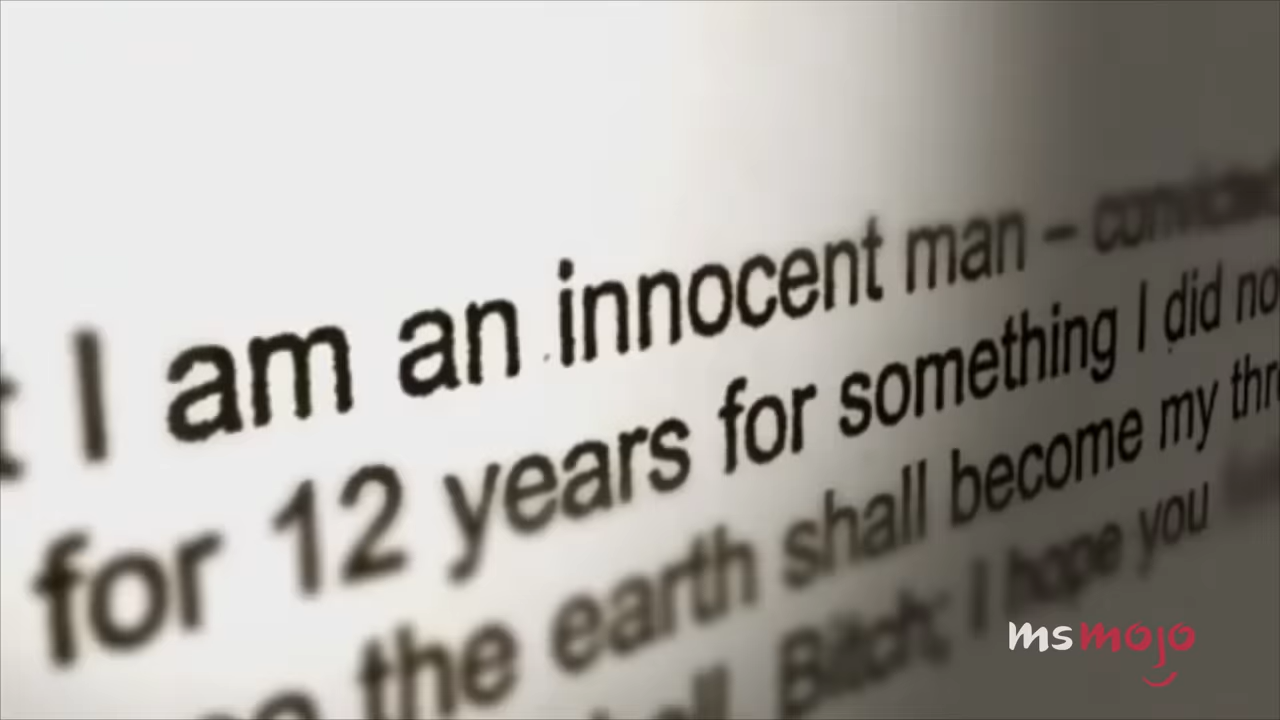 I am an innocent man – convicted
for 12 years for something I did no
the earth shall become my thr
Bitch; I hope you
msmojo